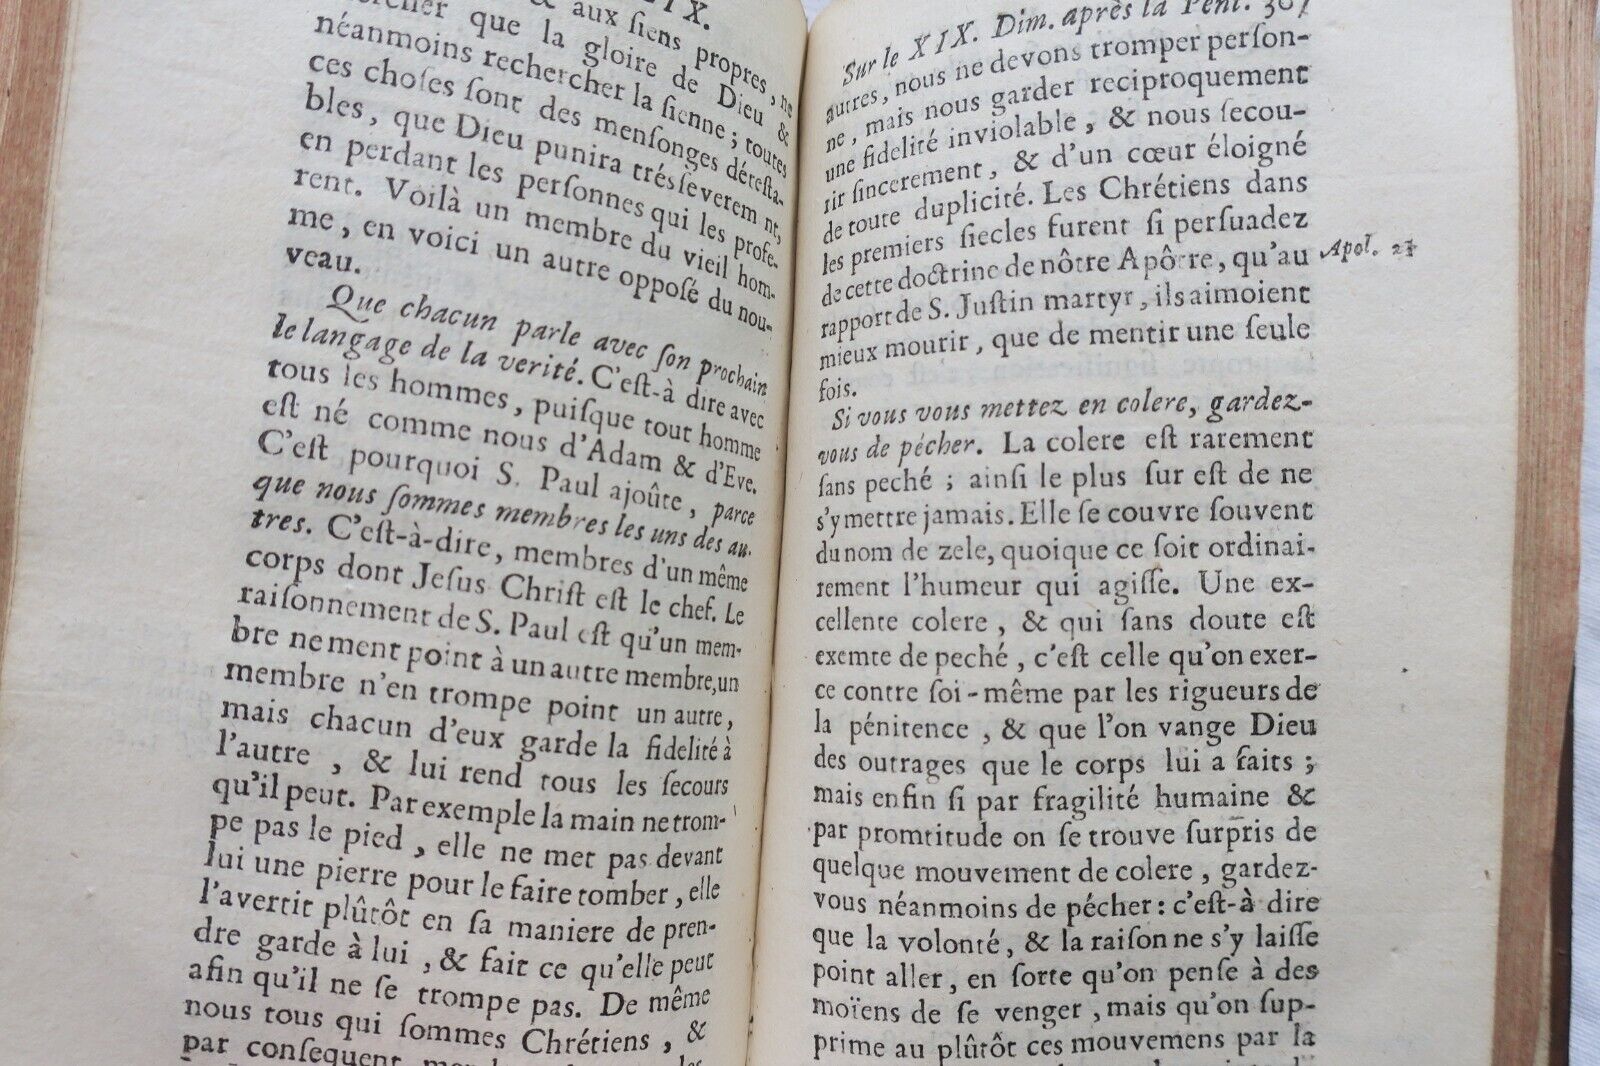 IX.
& aux ſiens propres, ne
que la gloire de Dieu &
néanmoins rechercher la ſienne ; toutes
ces choſes ſont des menſonges déteſta-
bles, que Dieu punira trés ſeverem nt,
en perdant les perſonnes qui les profe-
rent. Voilà un membre du vieil hom-
me, en voici un autre oppoſé du nou-
veau.
Que chacun parle avec ſon prochain
le langage de la verité. C'eſt-à dire avec
tous les hommes, puiſque tout homme
eſt né comme nous d'Adam & d'Eve.
C'eſt pourquoi S. Paul ajoûte, parce
que nous ſommes membres les uns des au-
tres. C'eſt-à-dire, membres d'un même
corps dont Jeſus Chriſt eſt le chef. Le
raiſonnement de S. Paul eſt qu'un mem-
bre ne ment point à un autre membre, un
membre n'en trompe point un autre,
mais chacun d'eux garde la fidelité à
l'autre, & lui rend tous les ſecours
qu'il peut. Par exemple la main ne trom-
pe pas le pied, elle ne met pas devant
lui une pierre pour le faire tomber, elle
l'avertit plûtôt en ſa maniere de pren-
dre garde à lui, & fait ce qu'elle peut
afin qu'il ne ſe trompe pas. De même
nous tous qui ſommes Chrétiens, &
par conſequent
Sur le XIX. Dim. après la Pent. 367
autres, nous ne devons tromper perſon-
ne, mais nous garder reciproquement
une fidelité inviolable, & nous ſecou-
rir ſincerement, & d'un cœur éloigné
de toute duplicité. Les Chrétiens dans
les premiers ſiecles furent ſi perſuadez
de cette doctrine de nôtre Apôtre, qu'au
rapport de S. Juſtin martyr, ils aimoient
mieux mourir, que de mentir une ſeule
fois.
Apol. 2
Si vous vous mettez en colere, gardez-
vous de pécher. La colere eſt rarement
ſans peché ; ainſi le plus sur eſt de ne
s'y mettre jamais. Elle ſe couvre ſouvent
du nom de zele, quoique ce ſoit ordinai-
rement l'humeur qui agiſſe. Une ex-
cellente colere, & qui ſans doute eſt
exemte de peché, c'eſt celle qu'on exer-
ce contre ſoi-même par les rigueurs de
la pénitence, & que l'on vange Dieu
des outrages que le corps lui a faits ;
mais enfin ſi par fragilité humaine &
par promtitude on ſe trouve ſurpris de
quelque mouvement de colere, gardez-
vous néanmoins de pécher : c'eſt-à dire
que la volonté, & la raiſon ne s'y laiſſe
point aller, en ſorte qu'on penſe à des
moïens de ſe venger, mais qu'on ſup-
prime au plûtôt ces mouvemens par la